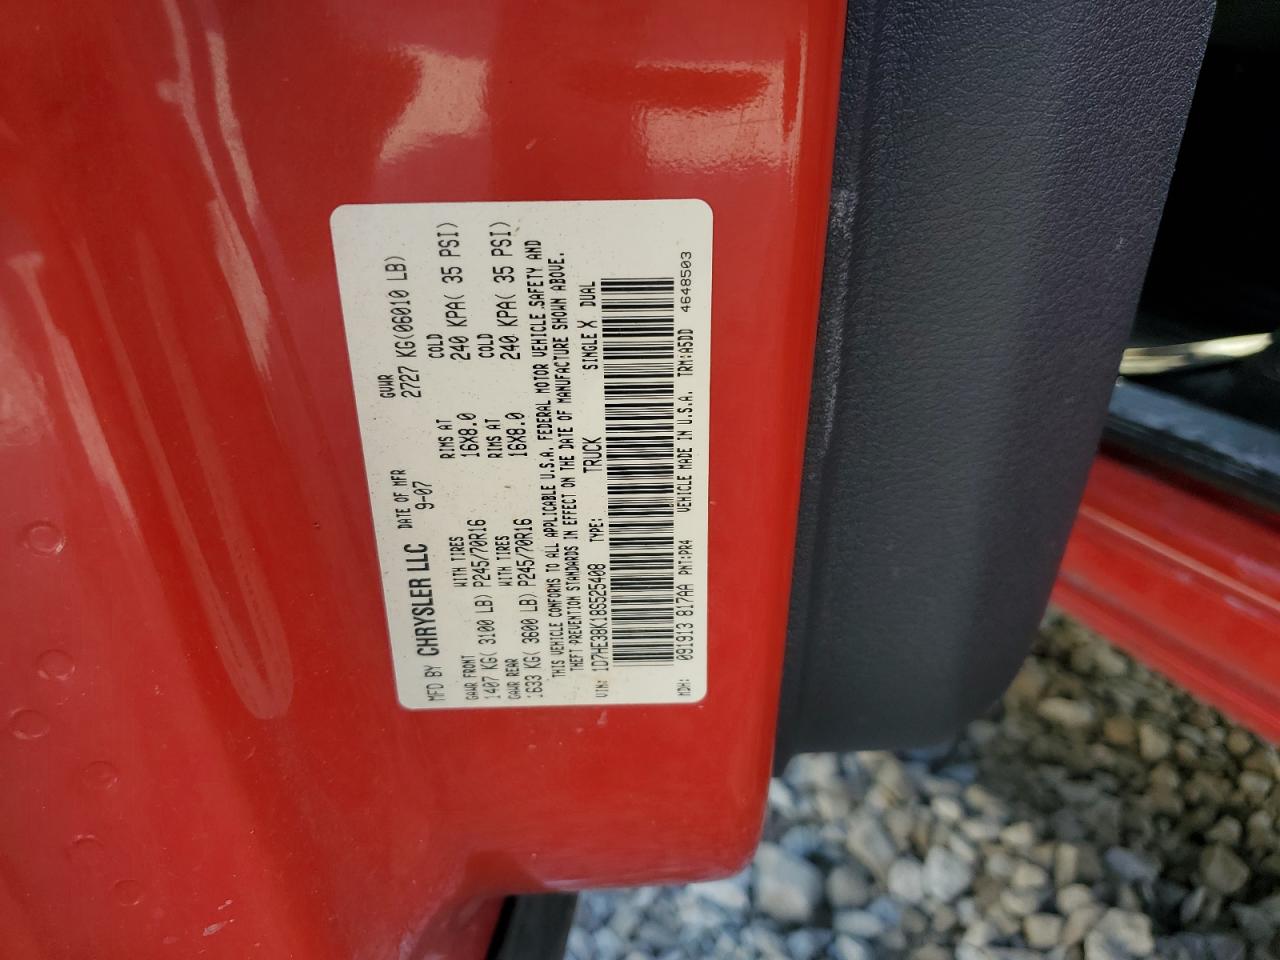 MFD BY CHRYSLER LLC DATE OF MFR 9-07 GVWR 2727 KG(06010 LB)
GAWR FRONT WITH TIRES RIMS AT COLD
1407 KG( 3100 LB) P245/70R16 16X8.0 240 KPA( 35 PSI)
GAWR REAR WITH TIRES RIMS AT COLD
1633 KG( 3600 LB) P245/70R16 16X8.0 240 KPA( 35 PSI)
THIS VEHICLE CONFORMS TO ALL APPLICABLE U.S.A. FEDERAL MOTOR VEHICLE SAFETY AND
THEFT PREVENTION STANDARDS IN EFFECT ON THE DATE OF MANUFACTURE SHOWN ABOVE.
VIN: 1D7HE38K18S525408 TYPE: TRUCK SINGLE X DUAL
MDH: 091913 817AA PNT:PR4 VEHICLE MADE IN U.S.A. TRM:A5DD 4648503